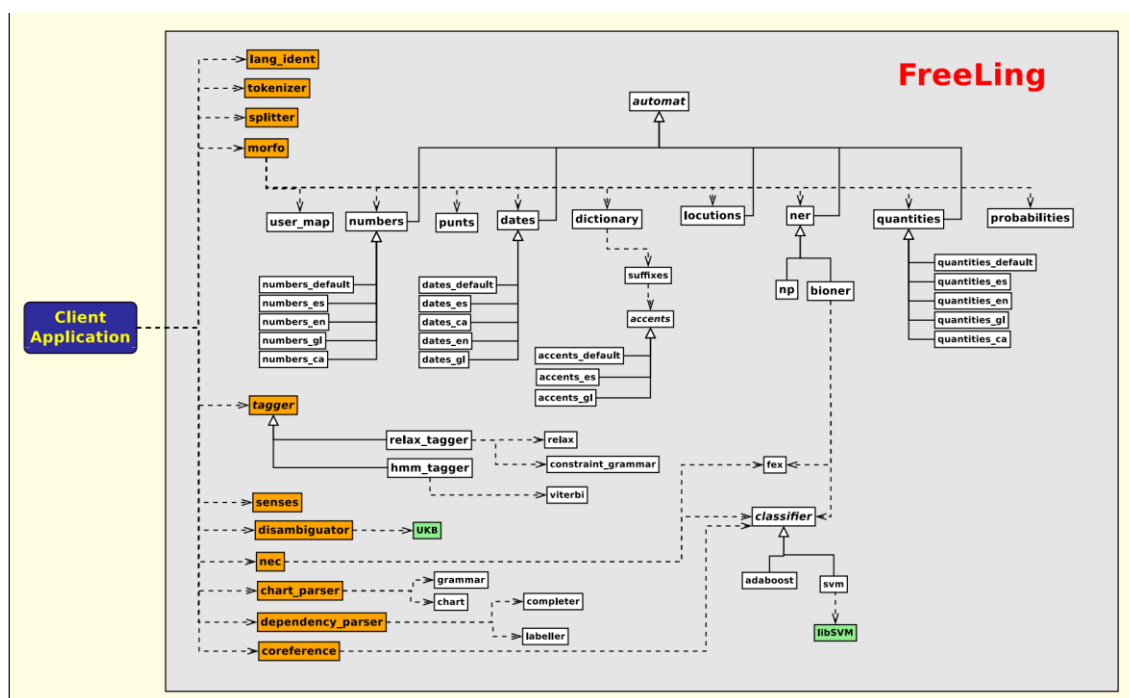 FreeLing
lang_ident
tokenizer
splitter
morfo
automat
user_map
numbers
punts
dates
dictionary
locutions
ner
quantities
probabilities
numbers_default
numbers_es
numbers_en
numbers_gl
numbers_ca
dates_default
dates_es
dates_ca
dates_en
dates_gl
suffixes
accents
accents_default
accents_es
accents_gl
np
bioner
quantities_default
quantities_es
quantities_en
quantities_gl
quantities_ca
Client
Application
tagger
relax_tagger
relax
constraint_grammar
hmm_tagger
viterbi
fex
senses
disambiguator
UKB
classifier
nec
adaboost
svm
libSVM
chart_parser
grammar
chart
dependency_parser
completer
labeller
coreference